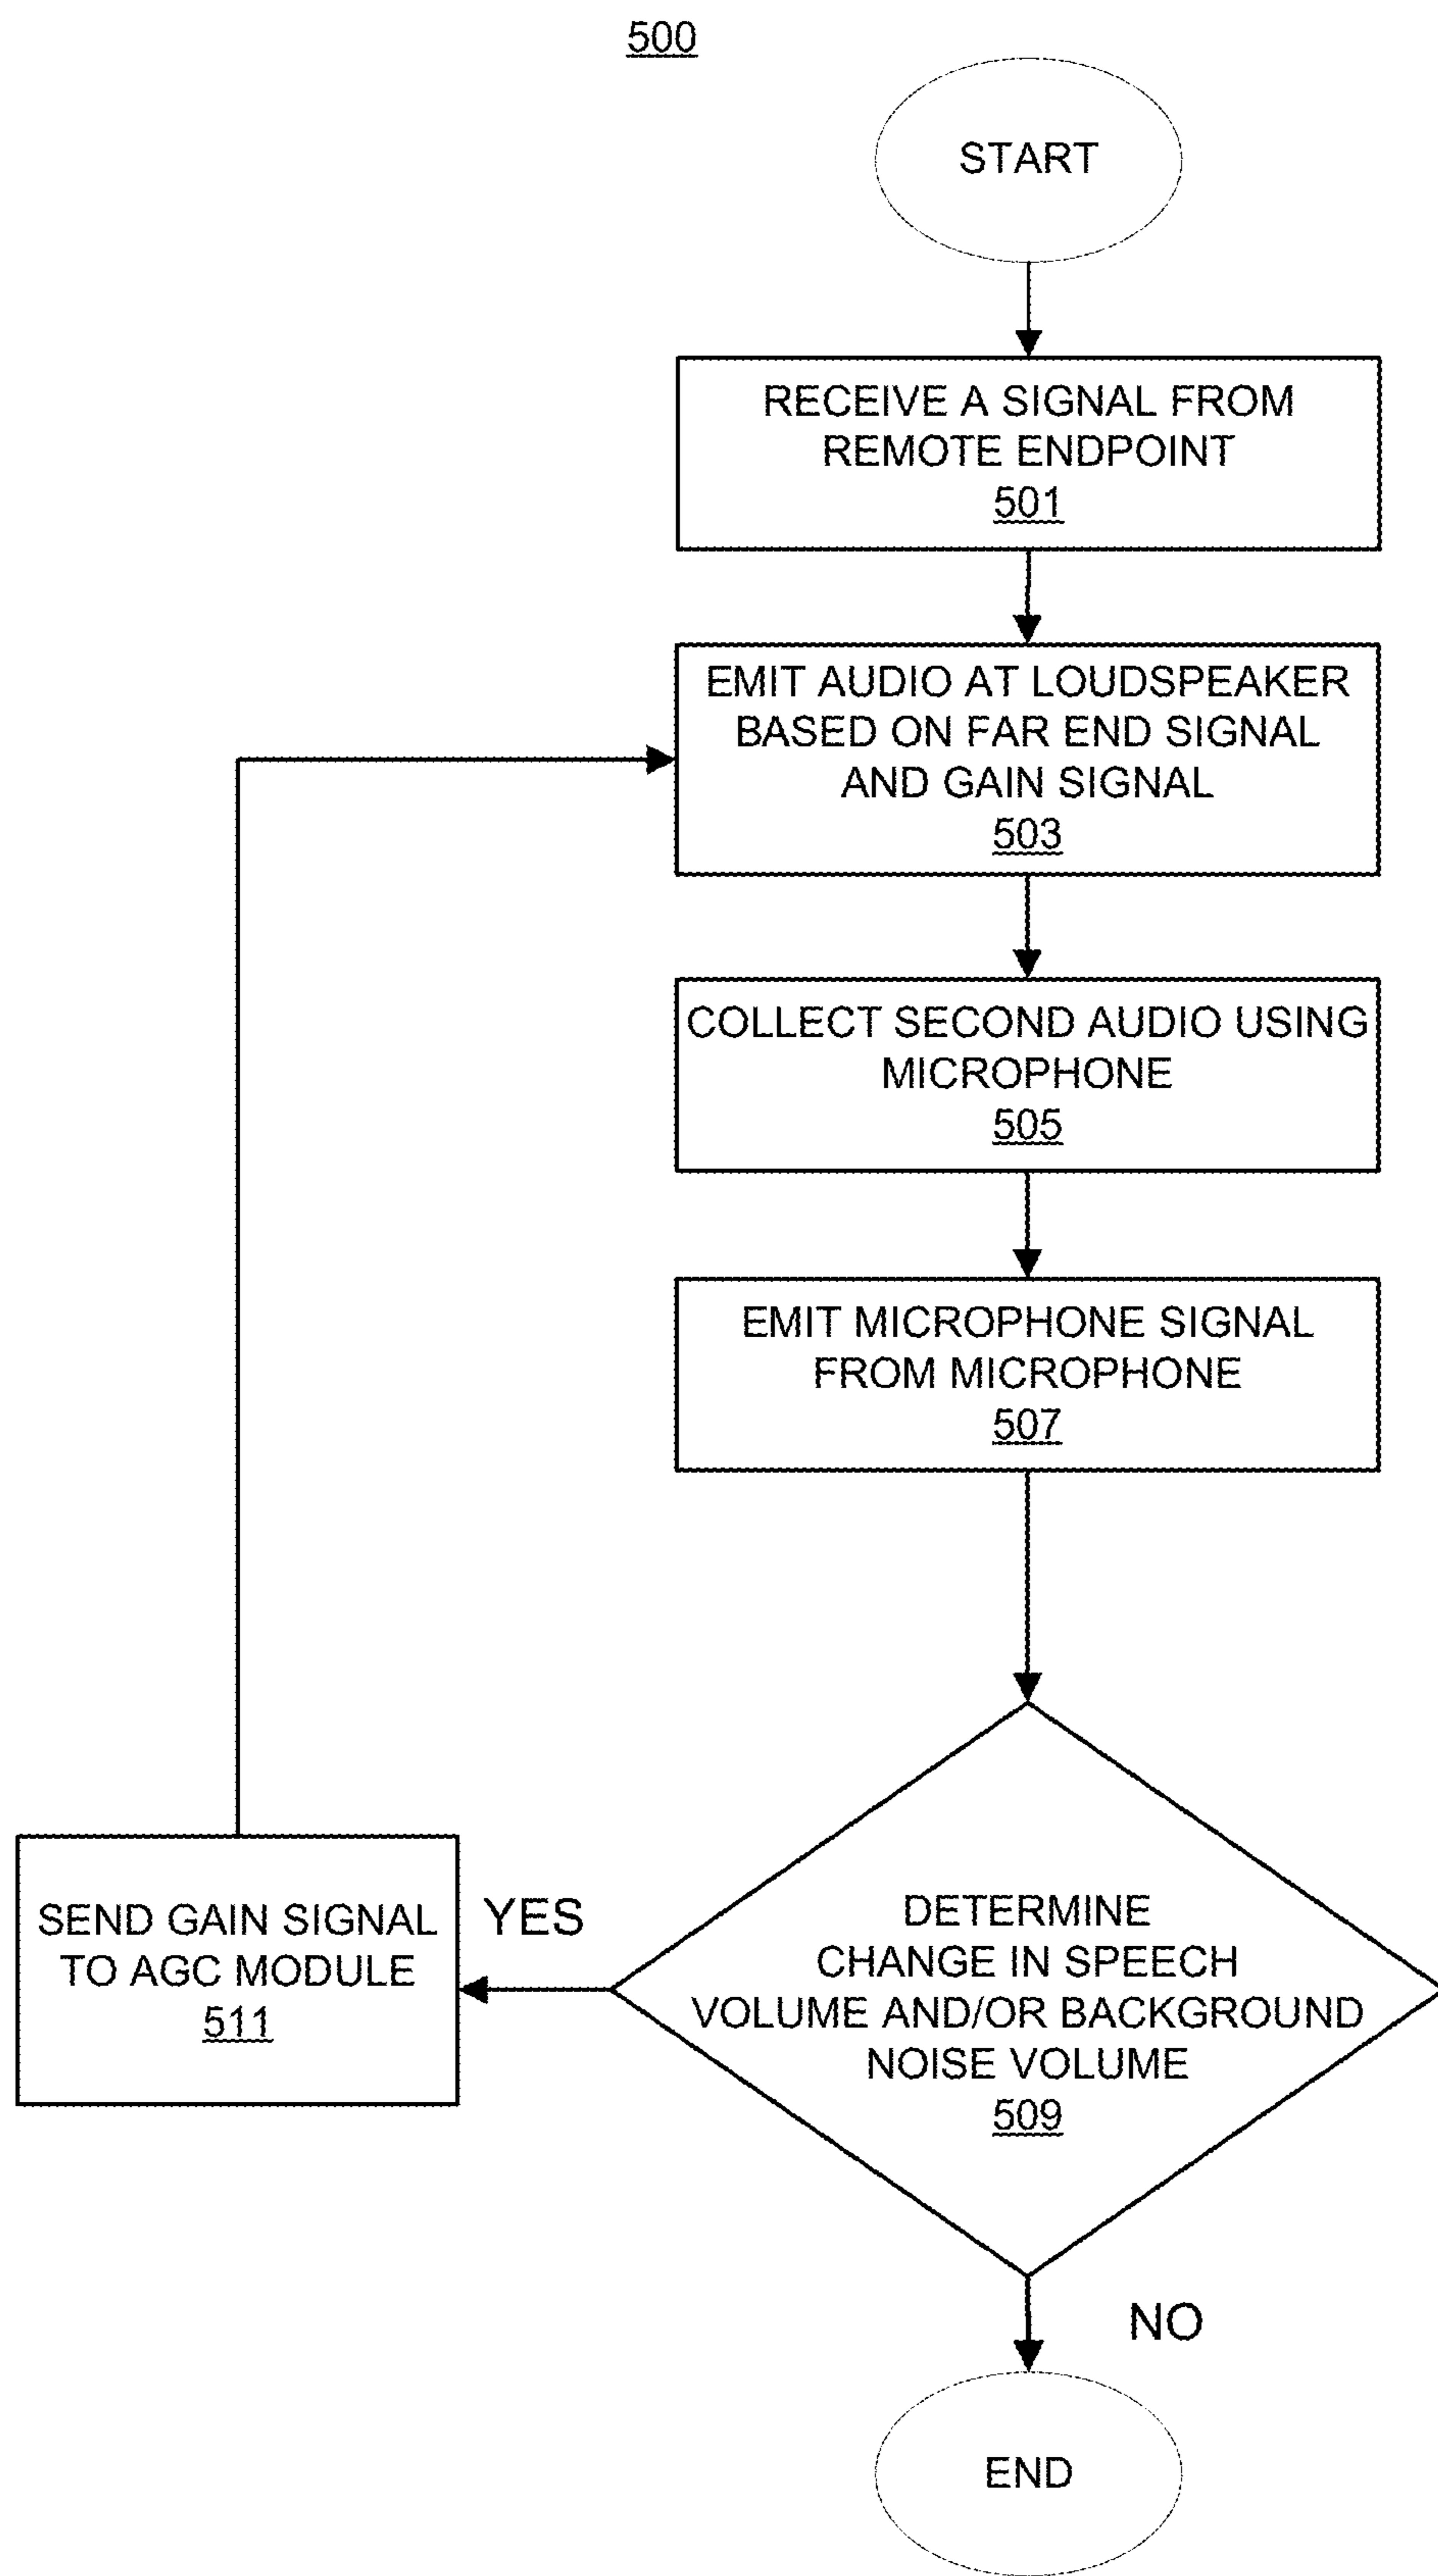 500
START
RECEIVE A SIGNAL FROM
REMOTE ENDPOINT
501
EMIT AUDIO AT LOUDSPEAKER
BASED ON FAR END SIGNAL
AND GAIN SIGNAL
503
COLLECT SECOND AUDIO USING
MICROPHONE
505
EMIT MICROPHONE SIGNAL
FROM MICROPHONE
507
DETERMINE
CHANGE IN SPEECH
VOLUME AND/OR BACKGROUND
NOISE VOLUME
509
YES
SEND GAIN SIGNAL
TO AGC MODULE
511
NO
END